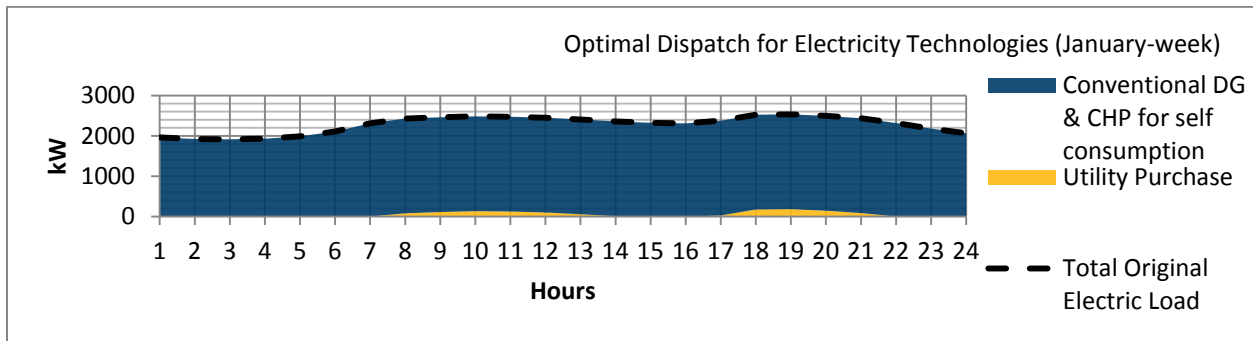 Optimal Dispatch for Electricity Technologies (January-week)
3000
2000
1000
0
kW
1 2 3 4 5 6 7 8 9 10 11 12 13 14 15 16 17 18 19 20 21 22 23 24
Hours
Conventional DG
& CHP for self
consumption
Utility Purchase
Total Original
Electric Load